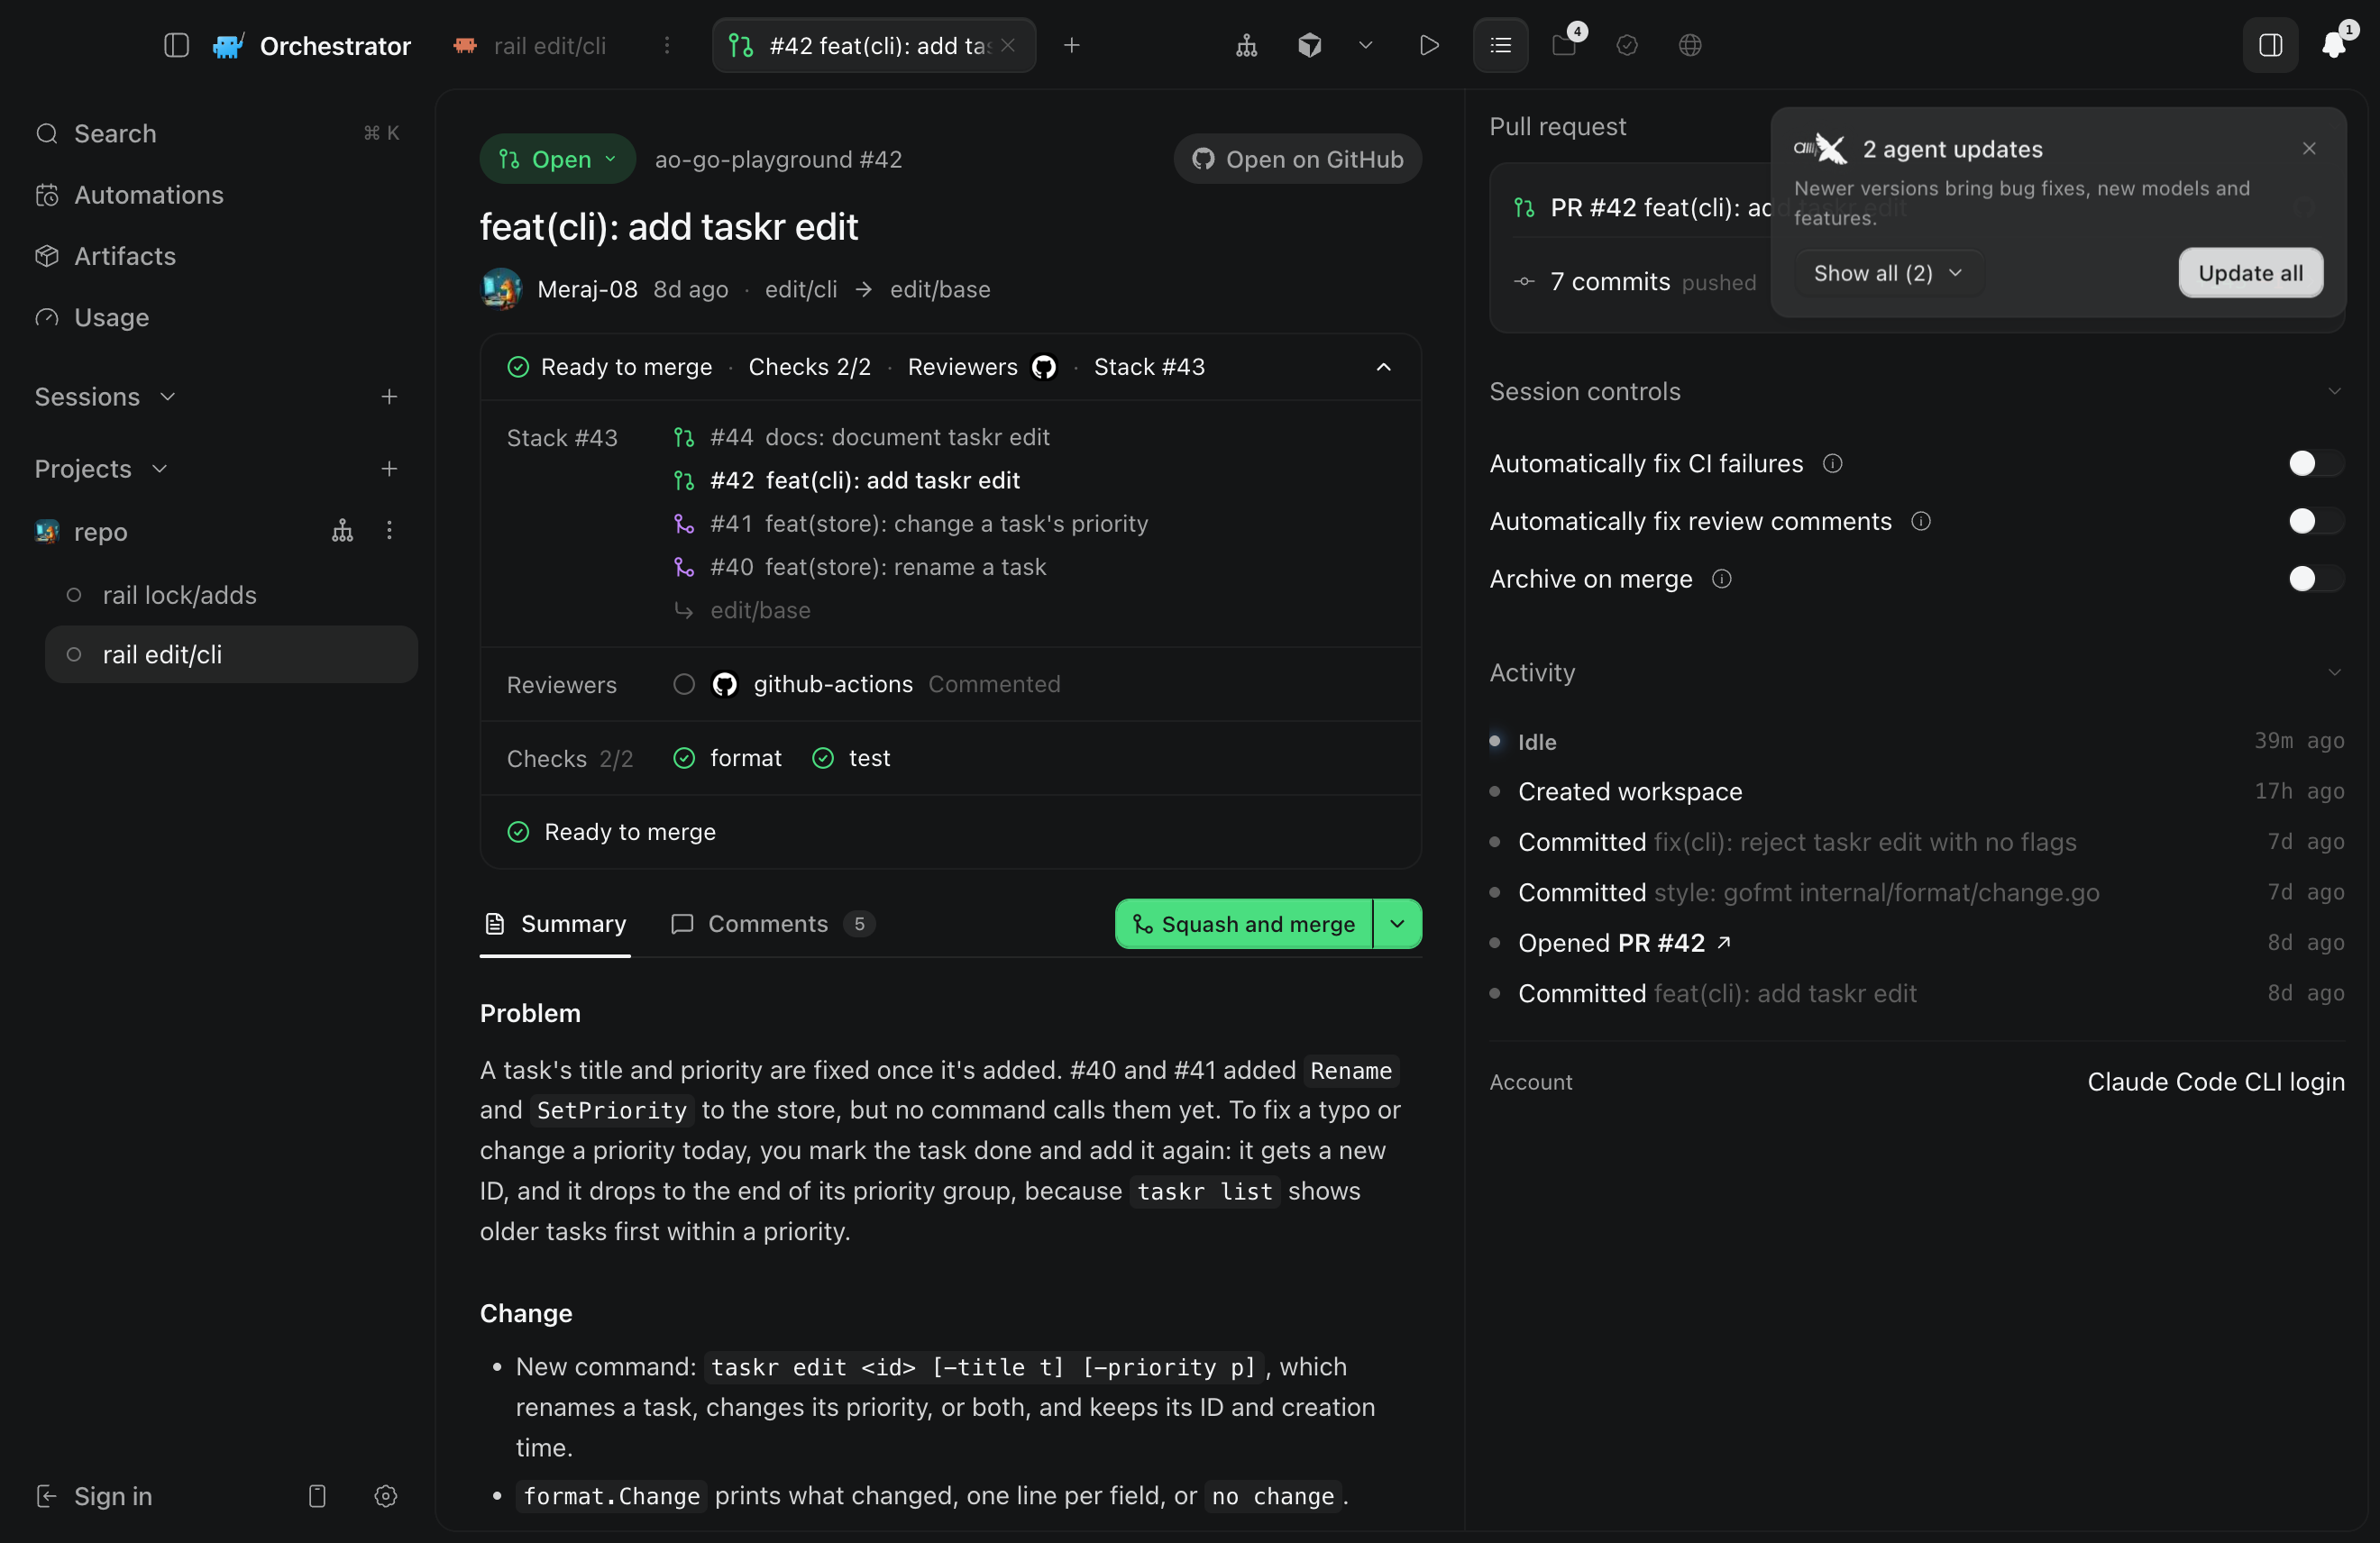 Orchestrator
rail edit/cli
#42 feat(cli): add tas
4
1
Search
⌘ K
Automations
Artifacts
Usage
Sessions
Projects
repo
rail lock/adds
rail edit/cli
Sign in
Open
ao-go-playground #42
Open on GitHub
feat(cli): add taskr edit
Meraj-08 8d ago · edit/cli → edit/base
Ready to merge · Checks 2/2 · Reviewers · Stack #43
Stack #43
#44 docs: document taskr edit
#42 feat(cli): add taskr edit
#41 feat(store): change a task's priority
#40 feat(store): rename a task
edit/base
Reviewers
github-actions Commented
Checks 2/2
format
test
Ready to merge
Summary
Comments 5
Squash and merge
Problem
A task's title and priority are fixed once it's added. #40 and #41 added Rename
and SetPriority to the store, but no command calls them yet. To fix a typo or
change a priority today, you mark the task done and add it again: it gets a new
ID, and it drops to the end of its priority group, because taskr list shows
older tasks first within a priority.
Change
• New command: taskr edit <id> [-title t] [-priority p], which
renames a task, changes its priority, or both, and keeps its ID and creation
time.
• format.Change prints what changed, one line per field, or no change.
Pull request
PR #42 feat(cli): add taskr edit
7 commits pushed
2 agent updates
Newer versions bring bug fixes, new models and
features.
Show all (2)
Update all
Session controls
Automatically fix CI failures
Automatically fix review comments
Archive on merge
Activity
Idle 39m ago
Created workspace 17h ago
Committed fix(cli): reject taskr edit with no flags 7d ago
Committed style: gofmt internal/format/change.go 7d ago
Opened PR #42 ↗ 8d ago
Committed feat(cli): add taskr edit 8d ago
Account
Claude Code CLI login